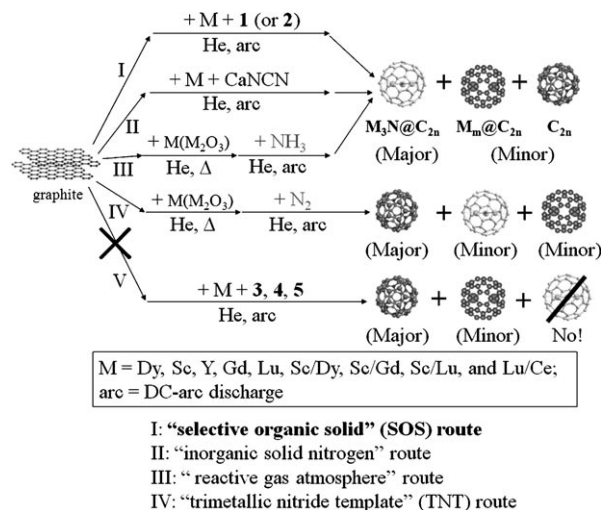 + M + 1 (or 2)
He, arc
I
+ M + CaNCN
He, arc
II
+ M(M₂O₃)
He, Δ
+ NH₃
He, arc
III
graphite
M₃N@C₂ₙ
(Major)
Mₘ@C₂ₙ
C₂ₙ
(Minor)
+
+
IV
+ M(M₂O₃)
He, Δ
+ N₂
He, arc
+
+
(Major)
(Minor)
(Minor)
V
+ M + 3, 4, 5
He, arc
+
+
(Major)
(Minor)
No!
M = Dy, Sc, Y, Gd, Lu, Sc/Dy, Sc/Gd, Sc/Lu, and Lu/Ce;
arc = DC-arc discharge
I: “selective organic solid” (SOS) route
II: “inorganic solid nitrogen” route
III: “ reactive gas atmosphere” route
IV: “trimetallic nitride template” (TNT) route